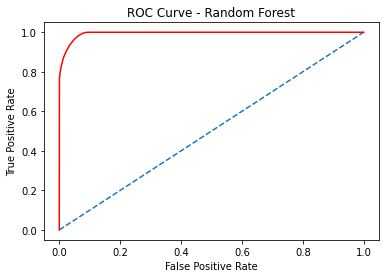 ROC Curve - Random Forest
True Positive Rate
1.0
0.8
0.6
0.4
0.2
0.0
0.0 0.2 0.4 0.6 0.8 1.0
False Positive Rate